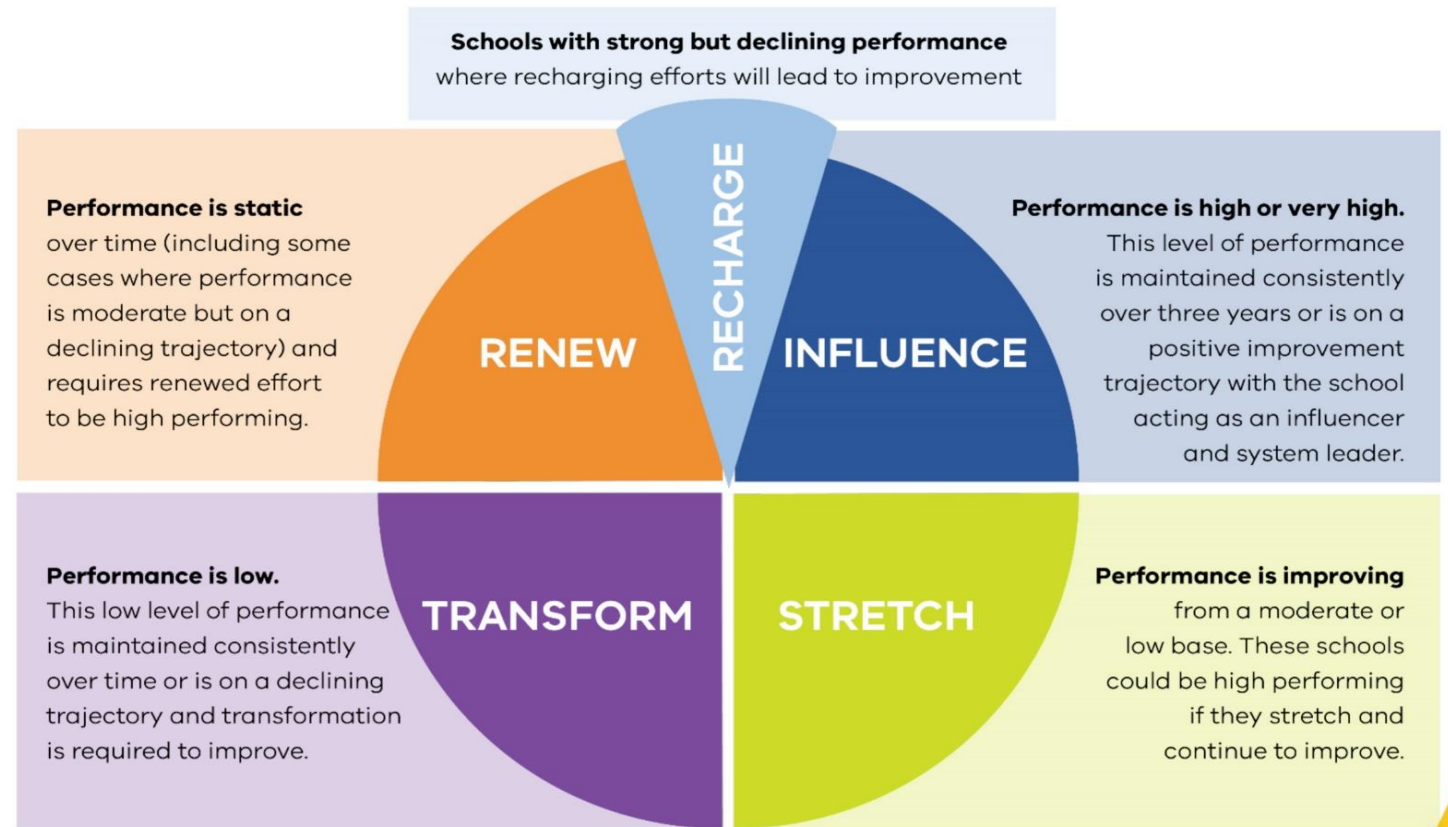 Schools with strong but declining performance
where recharging efforts will lead to improvement
RECHARGE
Performance is static
over time (including some
cases where performance
is moderate but on a
declining trajectory) and
requires renewed effort
to be high performing.
RENEW
INFLUENCE
Performance is high or very high.
This level of performance
is maintained consistently
over three years or is on a
positive improvement
trajectory with the school
acting as an influencer
and system leader.
Performance is low.
This low level of performance
is maintained consistently
over time or is on a declining
trajectory and transformation
is required to improve.
TRANSFORM
STRETCH
Performance is improving
from a moderate or
low base. These schools
could be high performing
if they stretch and
continue to improve.